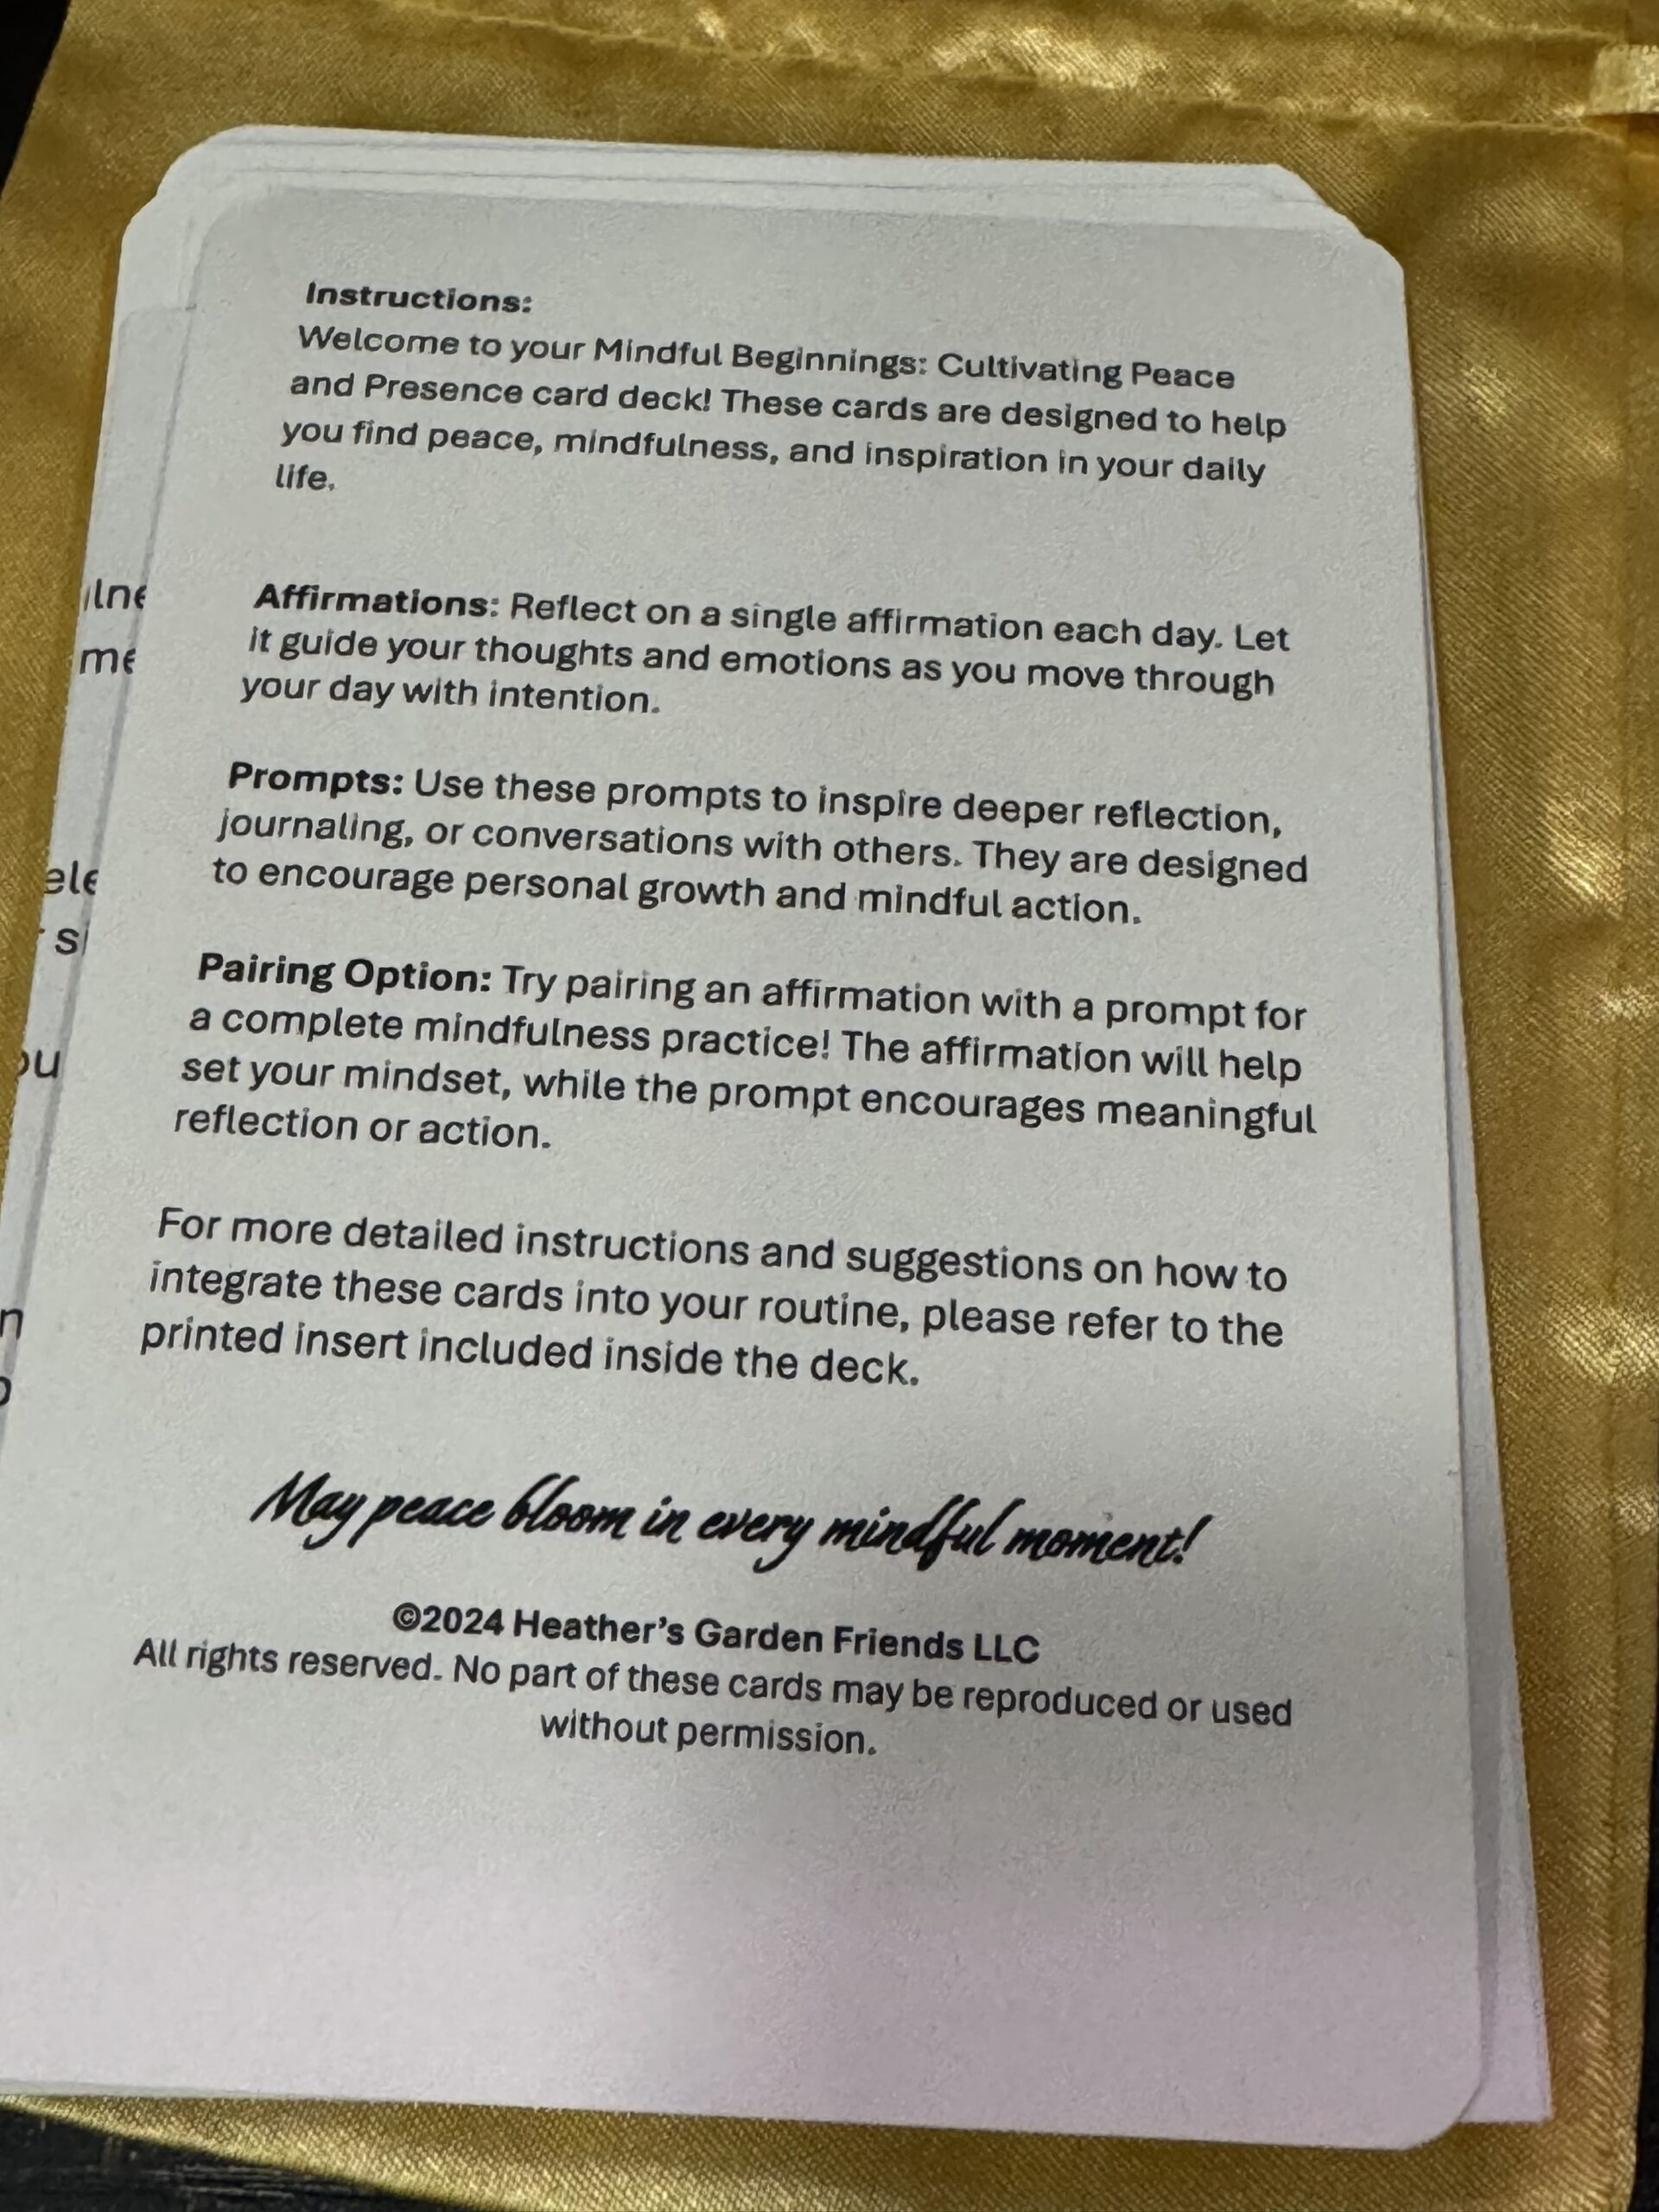 Instructions:
Welcome to your Mindful Beginnings: Cultivating Peace
and Presence card deck! These cards are designed to help
you find peace, mindfulness, and inspiration in your daily
life.
Affirmations: Reflect on a single affirmation each day. Let
it guide your thoughts and emotions as you move through
your day with intention.
Prompts: Use these prompts to inspire deeper reflection,
journaling, or conversations with others. They are designed
to encourage personal growth and mindful action.
Pairing Option: Try pairing an affirmation with a prompt for
a complete mindfulness practice! The affirmation will help
set your mindset, while the prompt encourages meaningful
reflection or action.
For more detailed instructions and suggestions on how to
integrate these cards into your routine, please refer to the
printed insert included inside the deck.
May peace bloom in every mindful moment!
©2024 Heather's Garden Friends LLC
All rights reserved. No part of these cards may be reproduced or used
without permission.